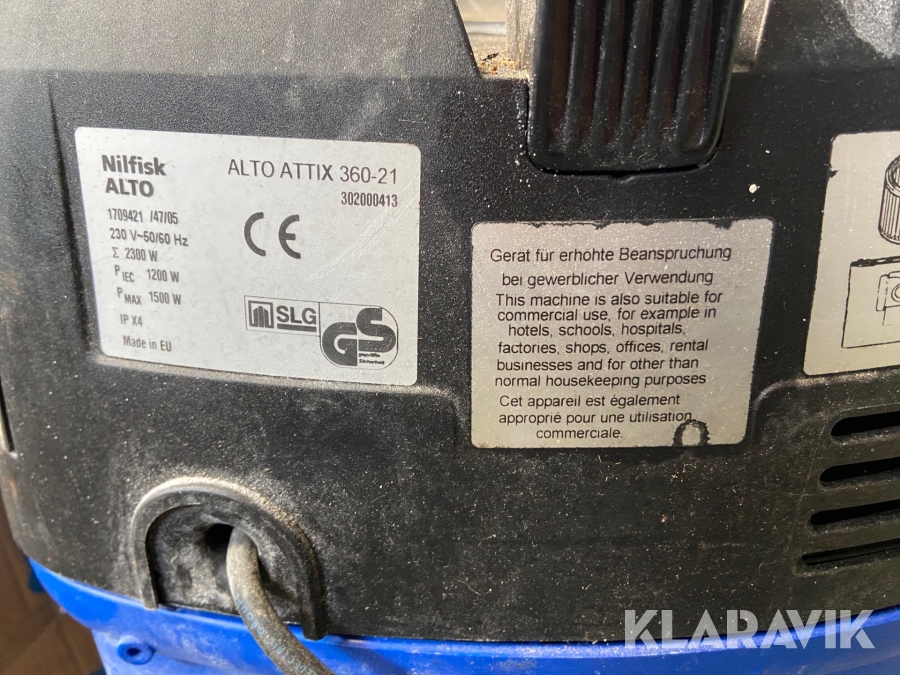 Nilfisk
ALTO
ALTO ATTIX 360-21
302000413
1709421 /47/05
230 V~50/60 Hz
Σ 2300 W
P IEC 1200 W
P MAX 1500 W
IP X4
Made in EU
CE
SLG
GS
geprüfte
Sicherheit
Gerät für erhöhte Beanspruchung
bei gewerblicher Verwendung
This machine is also suitable for
commercial use, for example in
hotels, schools, hospitals,
factories, shops, offices, rental
businesses and for other than
normal housekeeping purposes
Cet appareil est également
approprié pour une utilisation
commerciale.
KLARAVIK